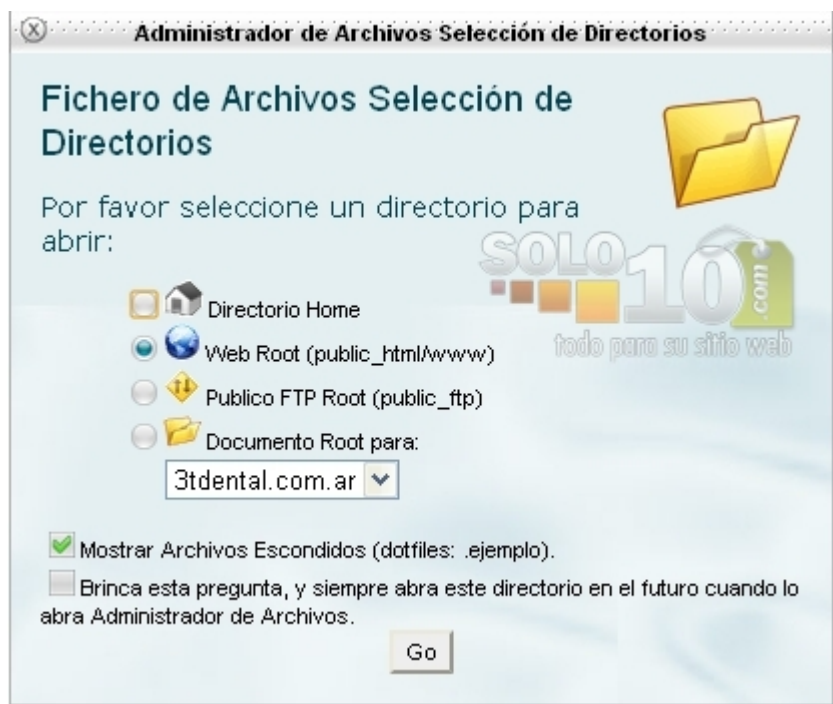 Administrador de Archivos Selección de Directorios
Fichero de Archivos Selección de
Directorios
Por favor seleccione un directorio para
abrir:
SOLO10.com
todo para su sitio web
Directorio Home
Web Root (public_html/www)
Publico FTP Root (public_ftp)
Documento Root para:
3tdental.com.ar
Mostrar Archivos Escondidos (dotfiles: .ejemplo).
Brinca esta pregunta, y siempre abra este directorio en el futuro cuando lo
abra Administrador de Archivos.
Go